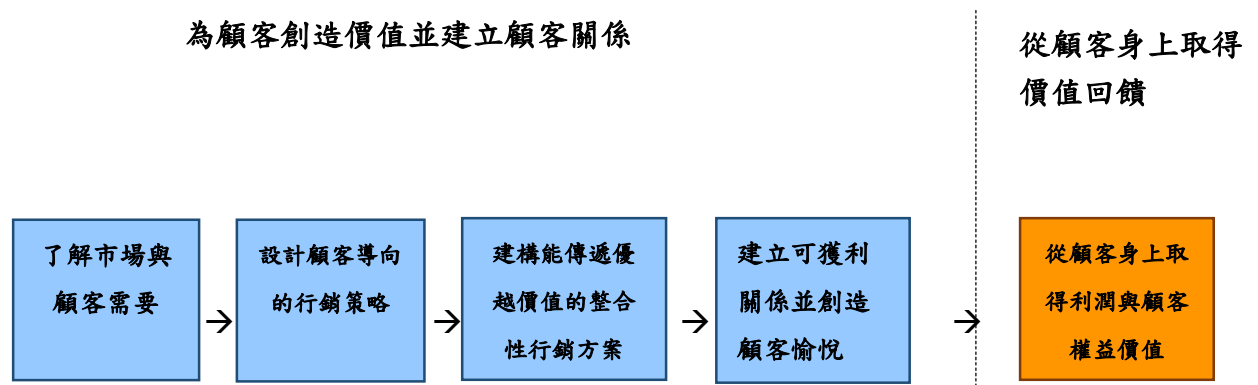 為顧客創造價值並建立顧客關係
從顧客身上取得
價值回饋
了解市場與
顧客需要
設計顧客導向
的行銷策略
建構能傳遞優
越價值的整合
性行銷方案
建立可獲利
關係並創造
顧客愉悅
從顧客身上取
得利潤與顧客
權益價值